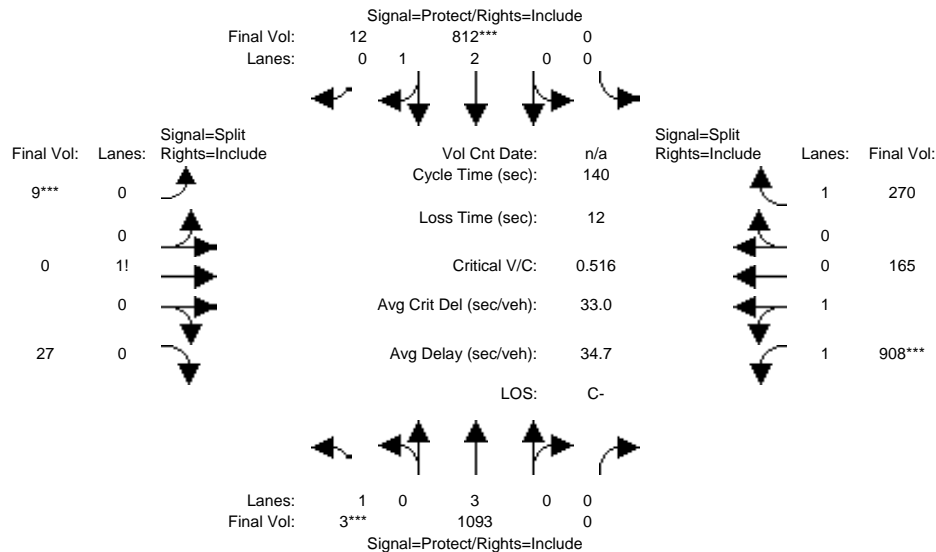 Signal=Protect/Rights=Include
Final Vol: 12 812*** 0
Lanes: 0 1 2 0 0
Signal=Split Signal=Split
Final Vol: Lanes: Rights=Include Vol Cnt Date: n/a Rights=Include Lanes: Final Vol:
Cycle Time (sec): 140
9*** 0 1 270
Loss Time (sec): 12
0 0
0 1! Critical V/C: 0.516 0 165
0 Avg Crit Del (sec/veh): 33.0 1
27 0 Avg Delay (sec/veh): 34.7 1 908***
LOS: C-
Lanes: 1 0 3 0 0
Final Vol: 3*** 1093 0
Signal=Protect/Rights=Include